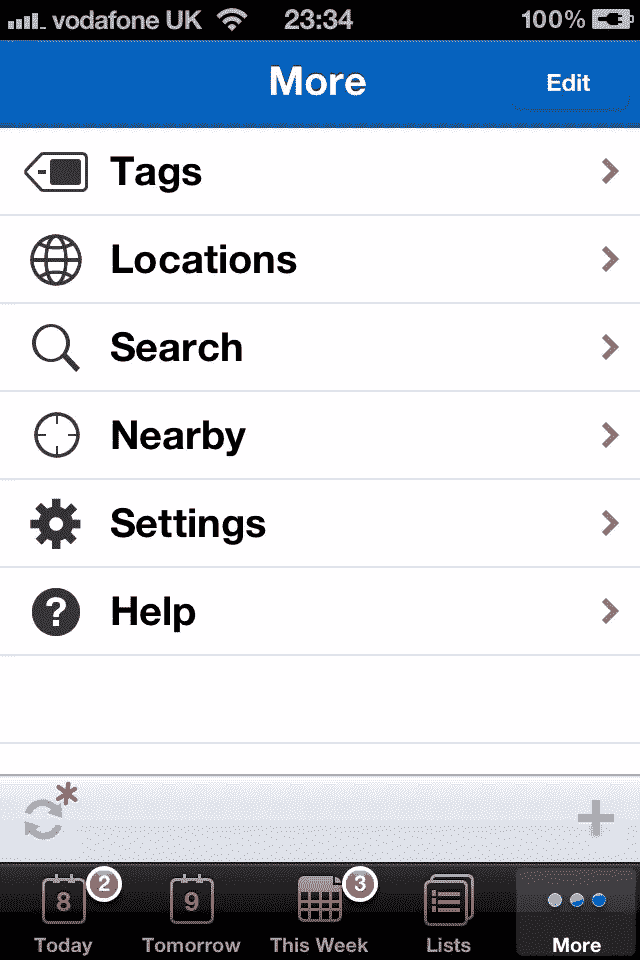 vodafone UK 23:34 100%
More Edit
Tags
Locations
Search
Nearby
Settings
? Help
*
8 2 9 3
Today Tomorrow This Week Lists More